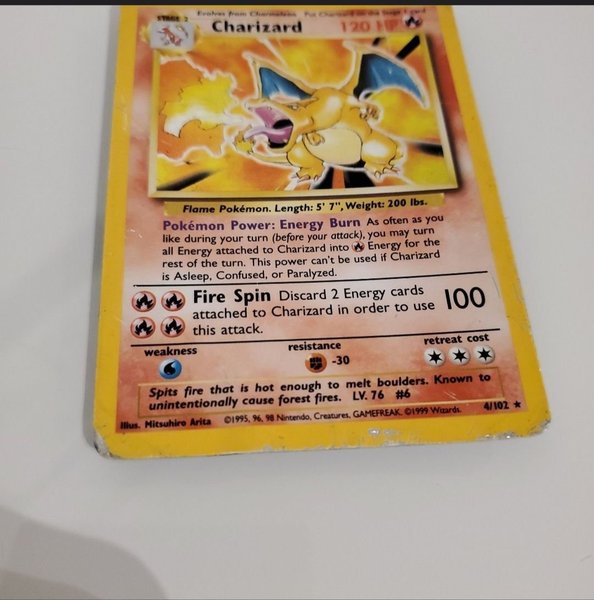 STAGE 2 Evolves from Charmeleon Put Charizard on the Stage 1 card
Charizard 120 HP
Flame Pokémon. Length: 5' 7", Weight: 200 lbs.
Pokémon Power: Energy Burn As often as you
like during your turn (before your attack), you may turn
all Energy attached to Charizard into Energy for the
rest of the turn. This power can't be used if Charizard
is Asleep, Confused, or Paralyzed.
Fire Spin Discard 2 Energy cards
attached to Charizard in order to use 100
this attack.
weakness resistance retreat cost
-30
Spits fire that is hot enough to melt boulders. Known to
unintentionally cause forest fires. LV. 76 #6
Illus. Mitsuhiro Arita ©1995, 96, 98 Nintendo, Creatures, GAMEFREAK. ©1999 Wizards. 4/102 ★